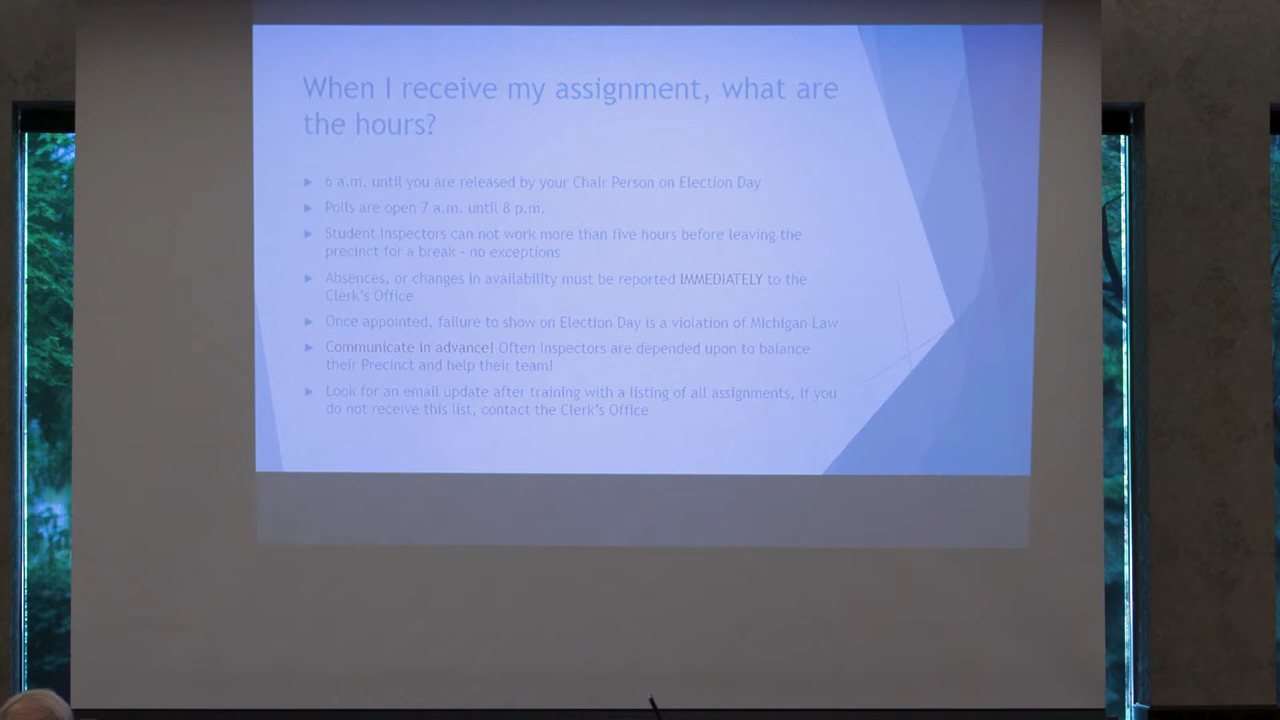 When I receive my assignment, what are
the hours?
6 a.m. until you are released by your Chair Person on Election Day
Polls are open 7 a.m. until 8 p.m.
Student Inspectors can not work more than five hours before leaving the
precinct for a break - no exceptions
Absences, or changes in availability must be reported IMMEDIATELY to the
Clerk's Office
Once appointed, failure to show on Election Day is a violation of Michigan Law
Communicate in advance! Often Inspectors are depended upon to balance
their Precinct and help their team!
Look for an email update after training with a listing of all assignments, if you
do not receive this list, contact the Clerk's Office